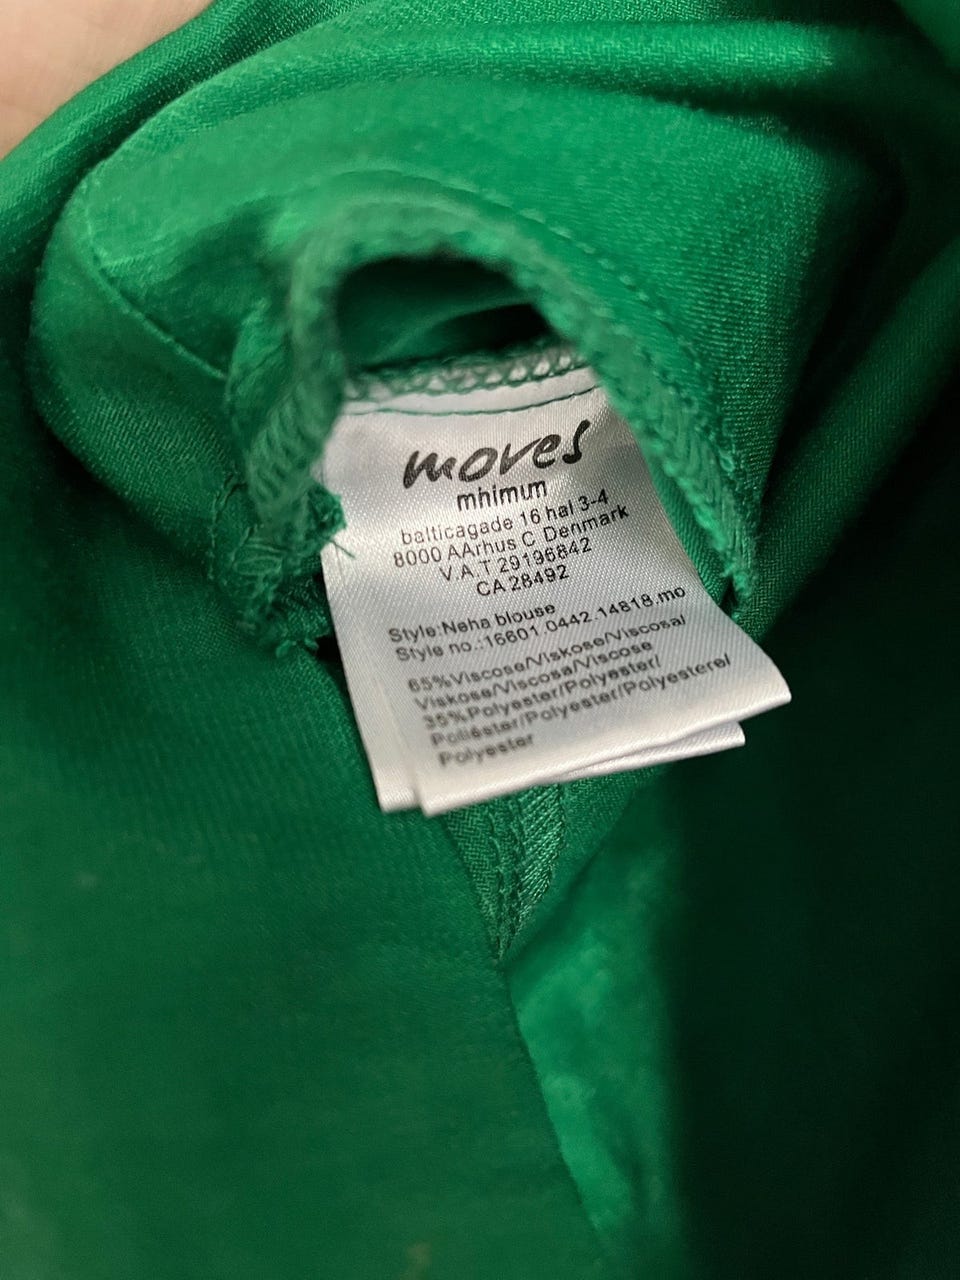 moves
mhimum
balticagade 16 hal 3-4
8000 AArhus C Denmark
V.A.T 29196842
CA 28492
Style:Neha blouse
Style no.:16601.0442.14818.mo
65%Viscose/Viskose/Viscosa/
Viskose/Viscosa/Viscose
35%Polyester/Polyester/
Poliéster/Polyester/Polyestere/
Polyester